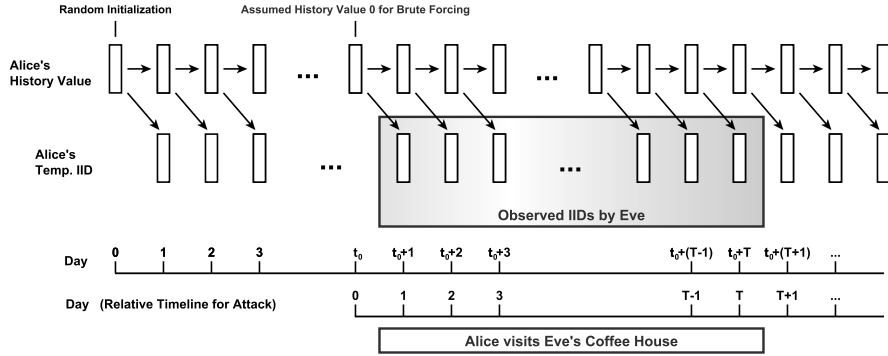 Random Initialization Assumed History Value 0 for Brute Forcing
Alice's
History Value
... ...
Alice's
Temp. IID
... ...
Observed IIDs by Eve
Day 0 1 2 3 t₀ t₀+1 t₀+2 t₀+3 t₀+(T-1) t₀+T t₀+(T+1) ...
Day (Relative Timeline for Attack) 0 1 2 3 T-1 T T+1 ...
Alice visits Eve's Coffee House